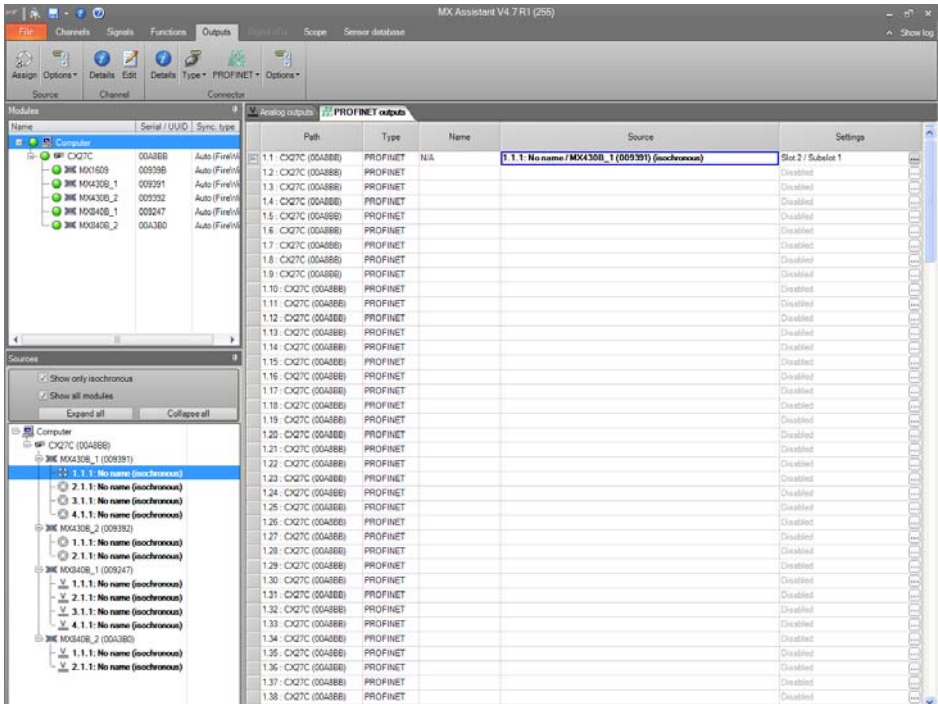 MX Assistant V4.7 R1 (255)
File Channels Signals Functions Outputs Scope Sensor database Show log
Assign Options Details Edit Details Type PROFINET Options
Source Channel Connector
Modules
Name Serial / UUID Sync. type
Computer
CX27C 00A8BB Auto (FireWi
MX1609 00939B Auto (FireWi
MX430B_1 009391 Auto (FireWi
MX430B_2 009392 Auto (FireWi
MX840B_1 009247 Auto (FireWi
MX840B_2 00A3B0 Auto (FireWi
Sources
Show only isochronous
Show all modules
Expand all Collapse all
Computer
CX27C (00A8BB)
MX430B_1 (009391)
1.1.1: No name (isochronous)
2.1.1: No name (isochronous)
3.1.1: No name (isochronous)
4.1.1: No name (isochronous)
MX430B_2 (009392)
1.1.1: No name (isochronous)
2.1.1: No name (isochronous)
MX840B_1 (009247)
1.1.1: No name (isochronous)
2.1.1: No name (isochronous)
3.1.1: No name (isochronous)
4.1.1: No name (isochronous)
MX840B_2 (00A3B0)
1.1.1: No name (isochronous)
2.1.1: No name (isochronous)
Analog outputs PROFINET outputs
Path Type Name Source Settings
1.1 : CX27C (00A8BB) PROFINET N/A 1.1.1: No name / MX430B_1 (009391) (isochronous) Slot 2 / Subslot 1 ...
1.2 : CX27C (00A8BB) PROFINET Disabled ...
1.3 : CX27C (00A8BB) PROFINET Disabled ...
1.4 : CX27C (00A8BB) PROFINET Disabled ...
1.5 : CX27C (00A8BB) PROFINET Disabled ...
1.6 : CX27C (00A8BB) PROFINET Disabled ...
1.7 : CX27C (00A8BB) PROFINET Disabled ...
1.8 : CX27C (00A8BB) PROFINET Disabled ...
1.9 : CX27C (00A8BB) PROFINET Disabled ...
1.10 : CX27C (00A8BB) PROFINET Disabled ...
1.11 : CX27C (00A8BB) PROFINET Disabled ...
1.12 : CX27C (00A8BB) PROFINET Disabled ...
1.13 : CX27C (00A8BB) PROFINET Disabled ...
1.14 : CX27C (00A8BB) PROFINET Disabled ...
1.15 : CX27C (00A8BB) PROFINET Disabled ...
1.16 : CX27C (00A8BB) PROFINET Disabled ...
1.17 : CX27C (00A8BB) PROFINET Disabled ...
1.18 : CX27C (00A8BB) PROFINET Disabled ...
1.19 : CX27C (00A8BB) PROFINET Disabled ...
1.20 : CX27C (00A8BB) PROFINET Disabled ...
1.21 : CX27C (00A8BB) PROFINET Disabled ...
1.22 : CX27C (00A8BB) PROFINET Disabled ...
1.23 : CX27C (00A8BB) PROFINET Disabled ...
1.24 : CX27C (00A8BB) PROFINET Disabled ...
1.25 : CX27C (00A8BB) PROFINET Disabled ...
1.26 : CX27C (00A8BB) PROFINET Disabled ...
1.27 : CX27C (00A8BB) PROFINET Disabled ...
1.28 : CX27C (00A8BB) PROFINET Disabled ...
1.29 : CX27C (00A8BB) PROFINET Disabled ...
1.30 : CX27C (00A8BB) PROFINET Disabled ...
1.31 : CX27C (00A8BB) PROFINET Disabled ...
1.32 : CX27C (00A8BB) PROFINET Disabled ...
1.33 : CX27C (00A8BB) PROFINET Disabled ...
1.34 : CX27C (00A8BB) PROFINET Disabled ...
1.35 : CX27C (00A8BB) PROFINET Disabled ...
1.36 : CX27C (00A8BB) PROFINET Disabled ...
1.37 : CX27C (00A8BB) PROFINET Disabled ...
1.38 : CX27C (00A8BB) PROFINET Disabled ...